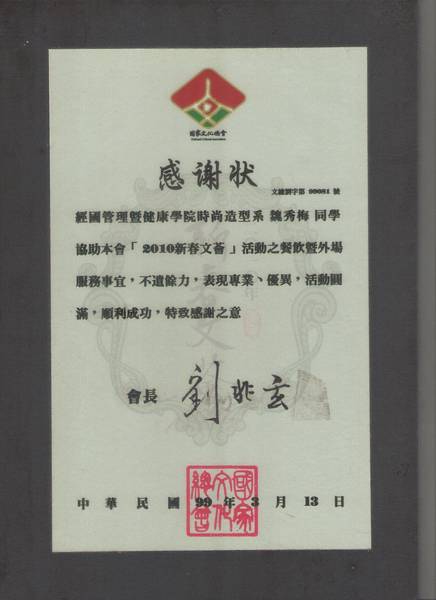 國家文化總會
感謝狀
文總劉字第 99081 號
經國管理暨健康學院時尚造型系 魏秀梅 同學
協助本會「2010新春文薈」活動之餐飲暨外場
服務事宜，不遺餘力，表現專業、優異，活動圓
滿，順利成功，特致感謝之意
會長 劉兆玄
國家文化總會
中華民國 99 年 3 月 13 日